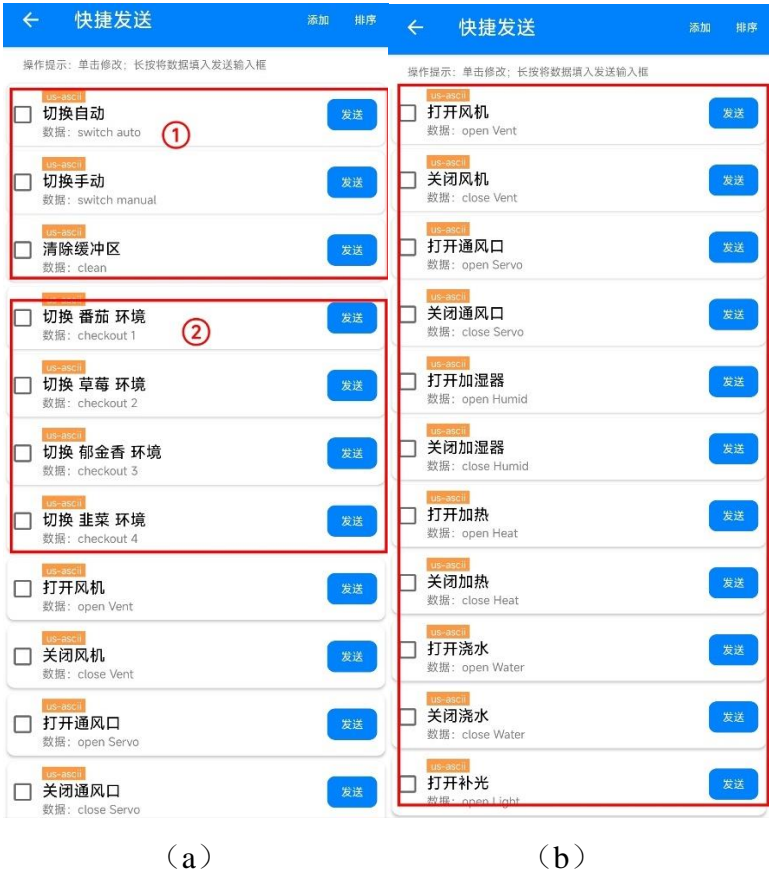 ← 快捷发送 添加 排序
操作提示：单击修改；长按将数据填入发送输入框
us-ascii
切换自动 发送
数据：switch auto
①
us-ascii
切换手动 发送
数据：switch manual
us-ascii
清除缓冲区 发送
数据：clean
us-ascii
切换 番茄 环境 发送
数据：checkout 1
②
us-ascii
切换 草莓 环境 发送
数据：checkout 2
us-ascii
切换 郁金香 环境 发送
数据：checkout 3
us-ascii
切换 韭菜 环境 发送
数据：checkout 4
us-ascii
打开风机 发送
数据：open Vent
us-ascii
关闭风机 发送
数据：close Vent
us-ascii
打开通风口 发送
数据：open Servo
us-ascii
关闭通风口 发送
数据：close Servo
（a）
← 快捷发送 添加 排序
操作提示：单击修改；长按将数据填入发送输入框
us-ascii
打开风机 发送
数据：open Vent
us-ascii
关闭风机 发送
数据：close Vent
us-ascii
打开通风口 发送
数据：open Servo
us-ascii
关闭通风口 发送
数据：close Servo
us-ascii
打开加湿器 发送
数据：open Humid
us-ascii
关闭加湿器 发送
数据：close Humid
us-ascii
打开加热 发送
数据：open Heat
us-ascii
关闭加热 发送
数据：close Heat
us-ascii
打开浇水 发送
数据：open Water
us-ascii
关闭浇水 发送
数据：close Water
us-ascii
打开补光 发送
数据：open Light
（b）